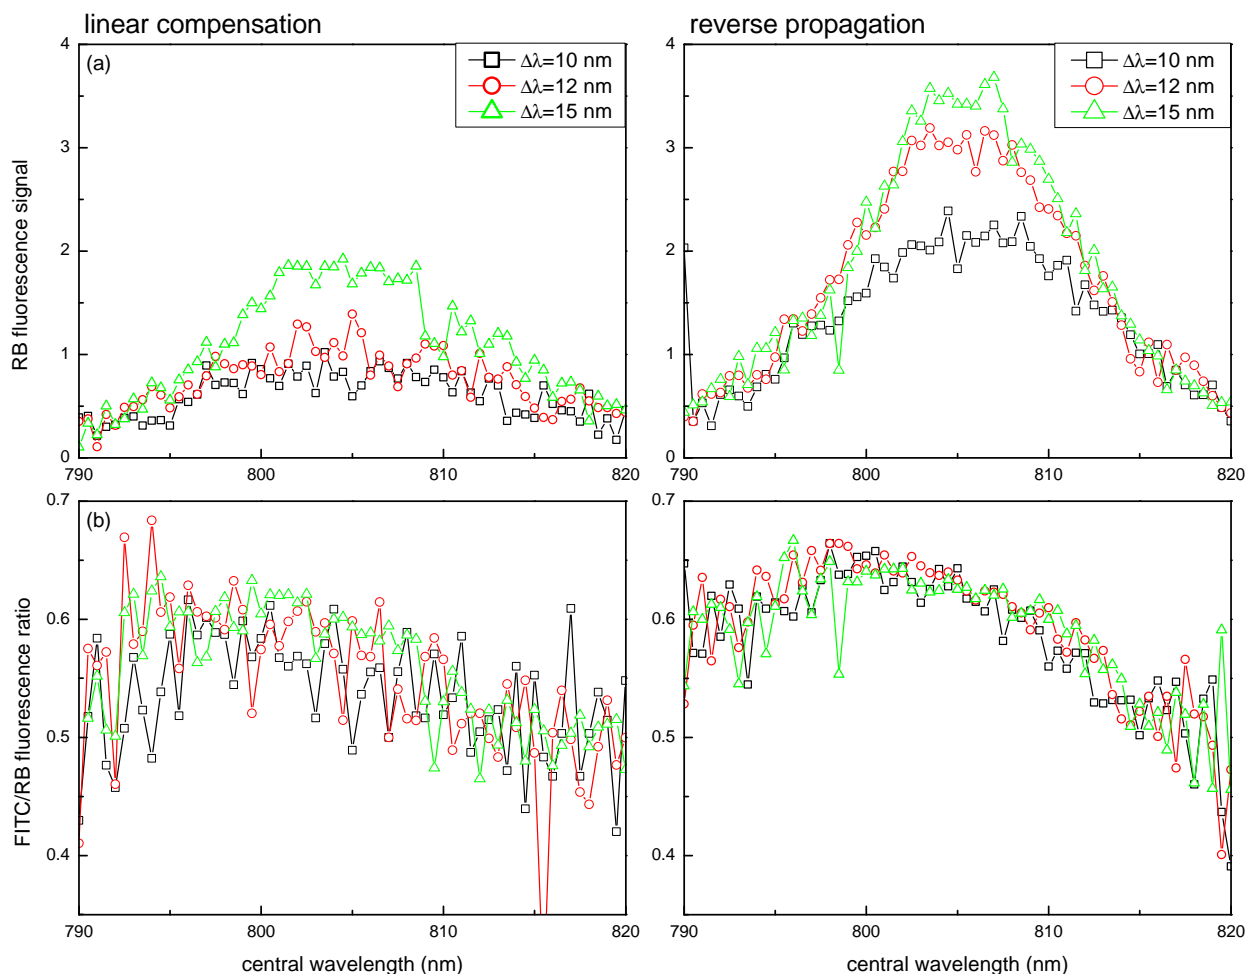 linear compensation
reverse propagation
(a)
Δλ=10 nm
Δλ=12 nm
Δλ=15 nm
Δλ=10 nm
Δλ=12 nm
Δλ=15 nm
RB fluorescence signal
4
3
2
1
0
790 800 810 820
4
3
2
1
0
790 800 810 820
(b)
FITC/RB fluorescence ratio
0.7
0.6
0.5
0.4
790 800 810 820
0.7
0.6
0.5
0.4
790 800 810 820
central wavelength (nm)
central wavelength (nm)